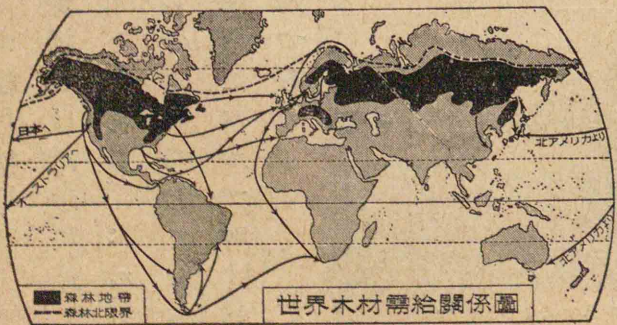 日本へ
オーストラリアへ
北アメリカより
北アメリカより
森林地帶
森林北限界
世界木材需給關係圖